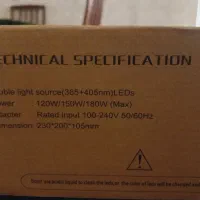 ECHNICAL SPECIFICATION
uble light source(365+405nm)LEDs
ower 120W/150W/180W (Max)
dapter Rated input 100-240V 50/60Hz
imension 230*200*105mm